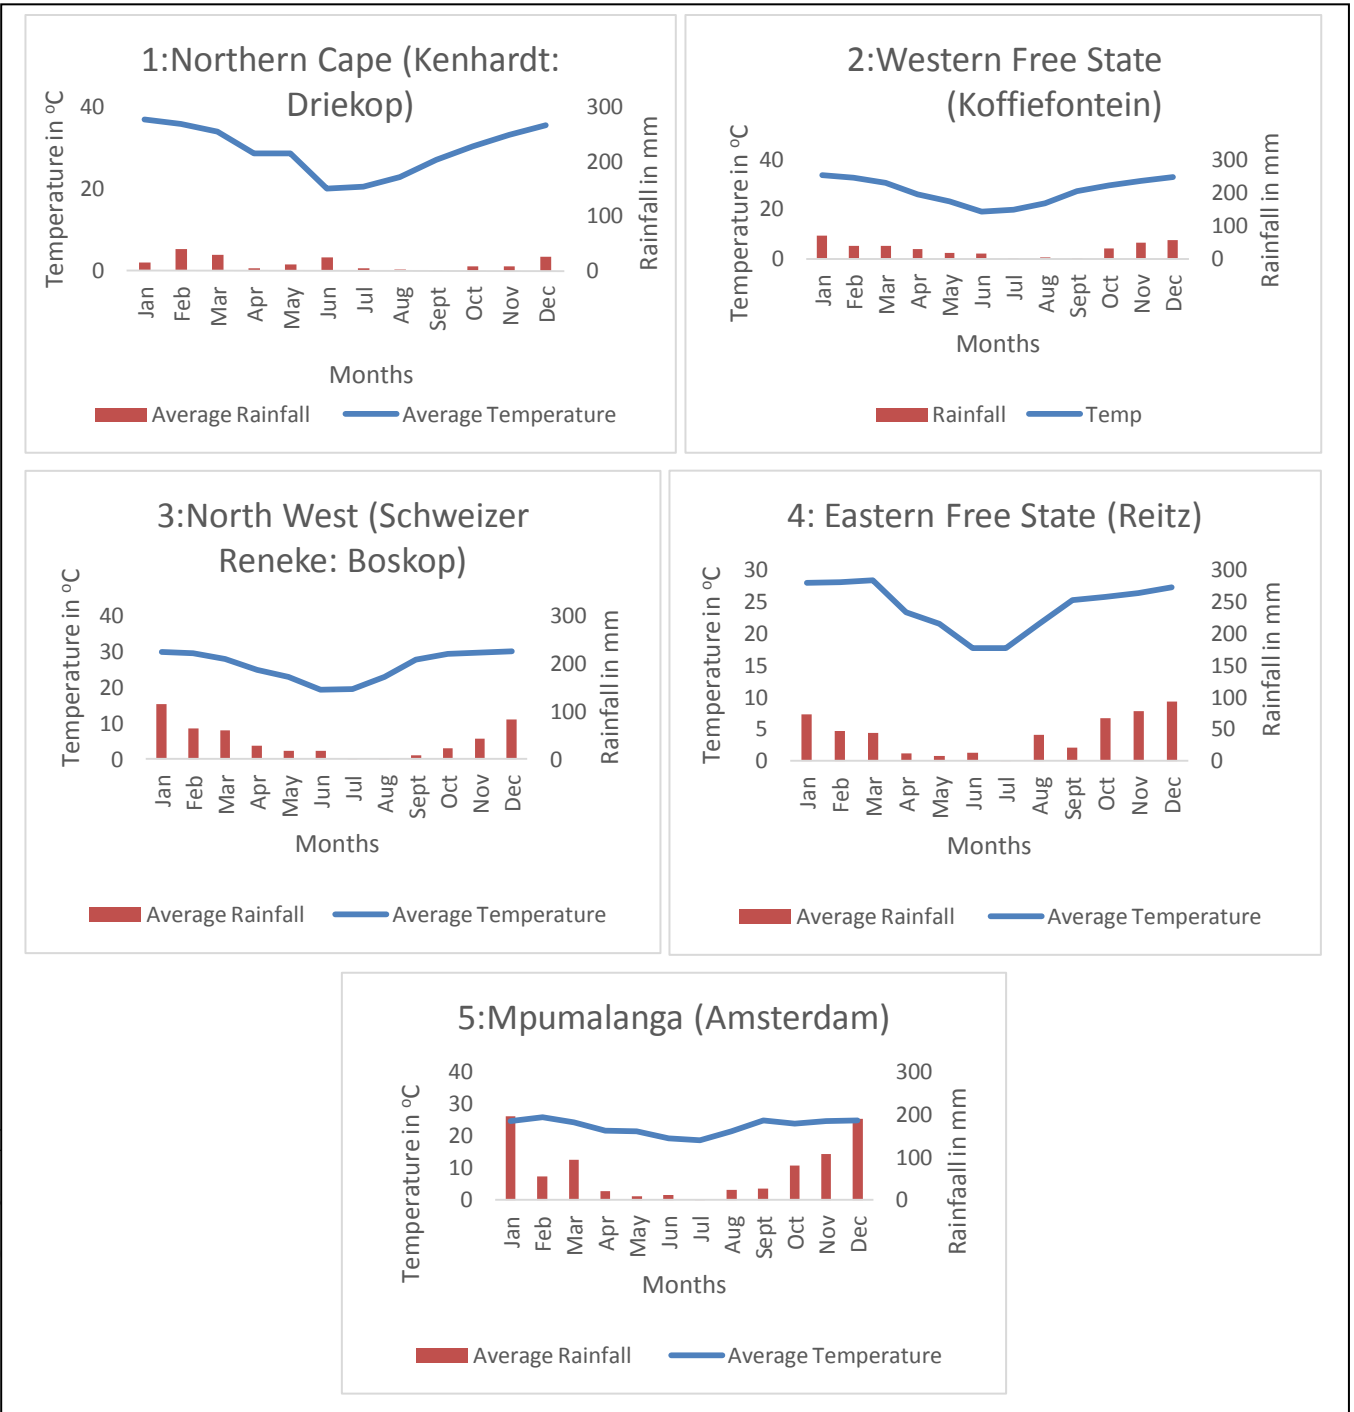 1:Northern Cape (Kenhardt:
Driekop)
Temperature in ºC
40
20
0
300
200
100
0
Rainfall in mm
Jan
Feb
Mar
Apr
May
Jun
Jul
Aug
Sept
Oct
Nov
Dec
Months
Average Rainfall
Average Temperature
2:Western Free State
(Koffiefontein)
Temperature in ºC
40
20
0
300
200
100
0
Rainfall in mm
Jan
Feb
Mar
Apr
May
Jun
Jul
Aug
Sept
Oct
Nov
Dec
Months
Rainfall
Temp
3:North West (Schweizer
Reneke: Boskop)
Temperature in ºC
40
30
20
10
0
300
200
100
0
Rainfall in mm
Jan
Feb
Mar
Apr
May
Jun
Jul
Aug
Sept
Oct
Nov
Dec
Months
Average Rainfall
Average Temperature
4: Eastern Free State (Reitz)
Temperature in ºC
30
25
20
15
10
5
0
300
250
200
150
100
50
0
Rainfall in mm
Jan
Feb
Mar
Apr
May
Jun
Jul
Aug
Sept
Oct
Nov
Dec
Months
Average Rainfall
Average Temperature
5:Mpumalanga (Amsterdam)
Temperature in ºC
40
30
20
10
0
300
200
100
0
Rainfaall in mm
Jan
Feb
Mar
Apr
May
Jun
Jul
Aug
Sept
Oct
Nov
Dec
Months
Average Rainfall
Average Temperature